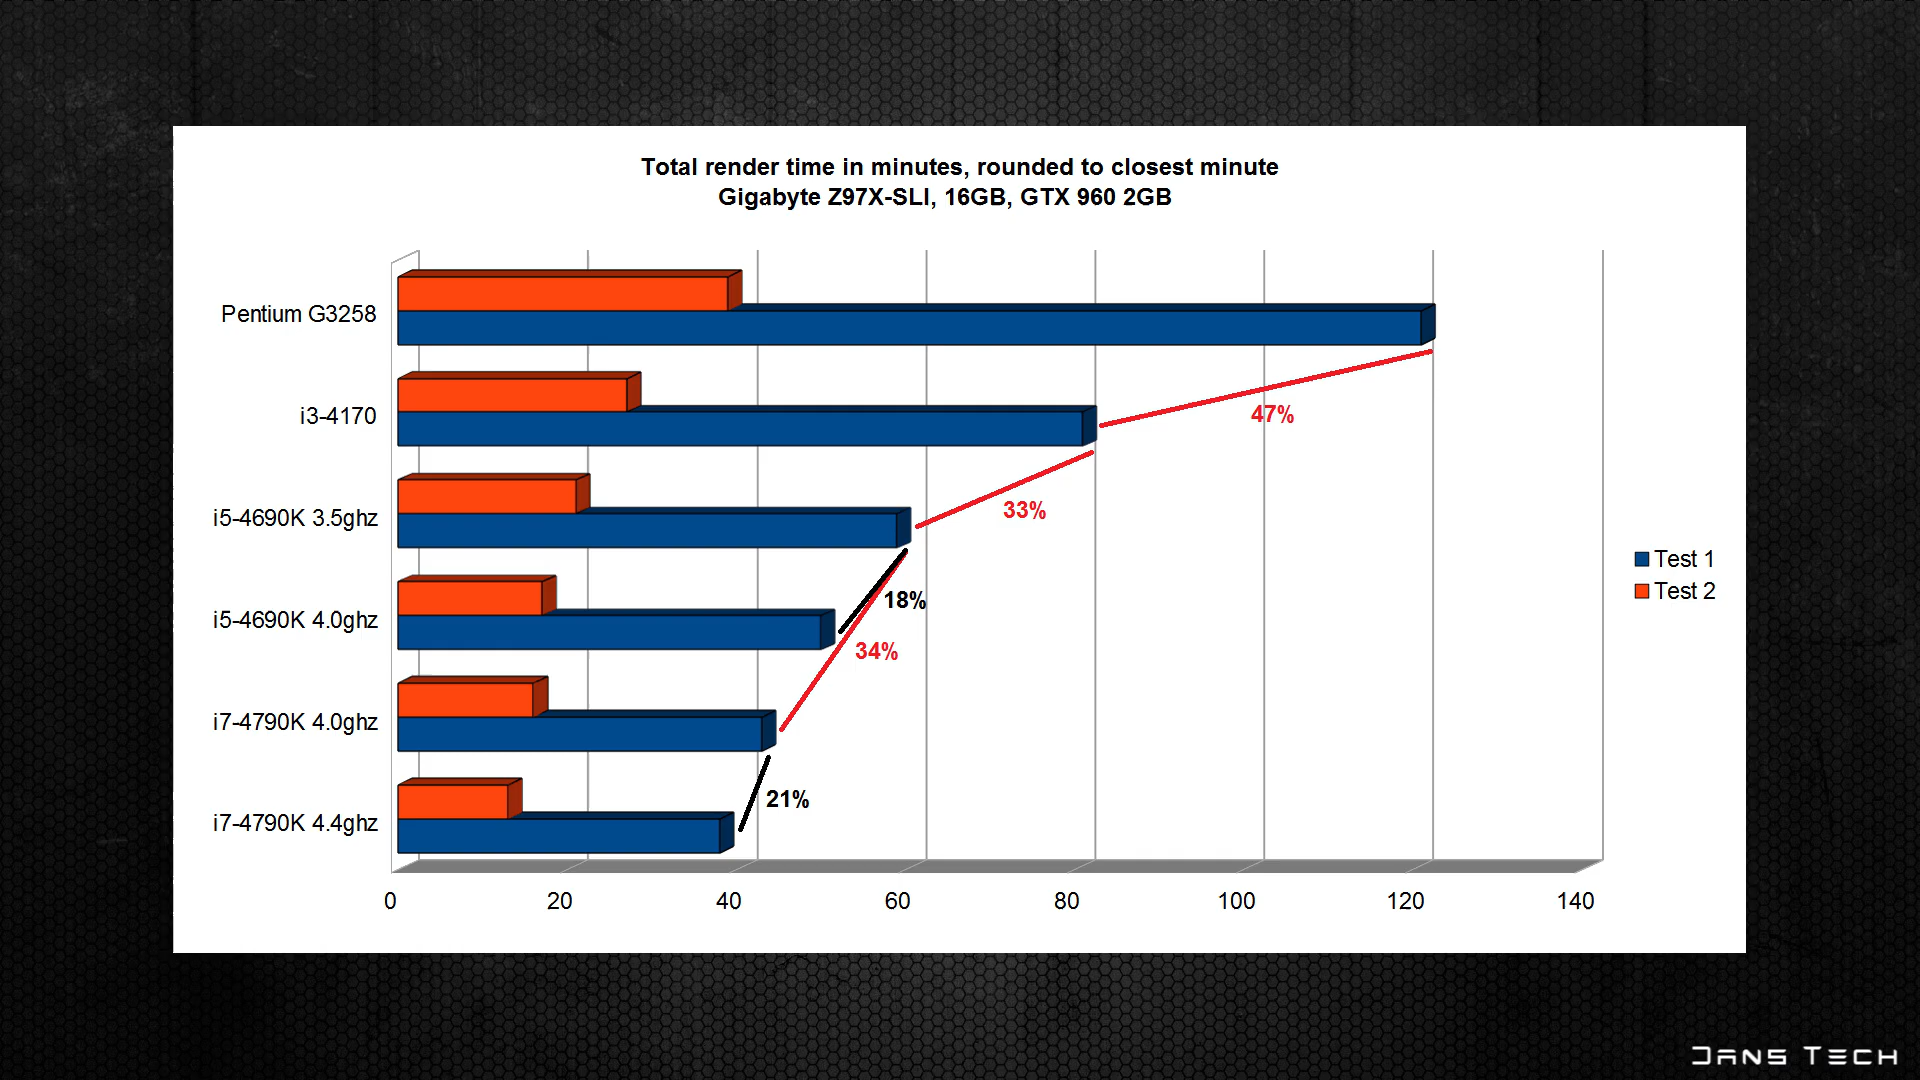 Total render time in minutes, rounded to closest minute
Gigabyte Z97X-SLI, 16GB, GTX 960 2GB
Pentium G3258
i3-4170
47%
i5-4690K 3.5ghz
33%
Test 1
Test 2
18%
i5-4690K 4.0ghz
34%
i7-4790K 4.0ghz
21%
i7-4790K 4.4ghz
0 20 40 60 80 100 120 140
Dans Tech